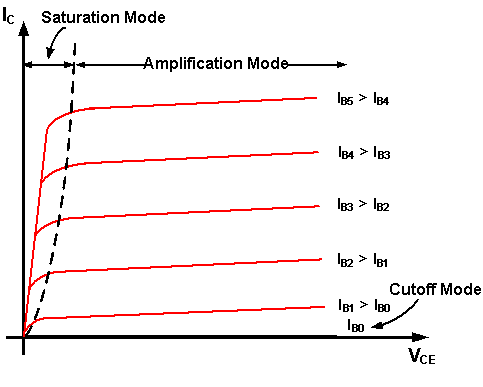 IC
Saturation Mode
Amplification Mode
IB5 > IB4
IB4 > IB3
IB3 > IB2
IB2 > IB1
Cutoff Mode
IB1 > IB0
IB0
VCE